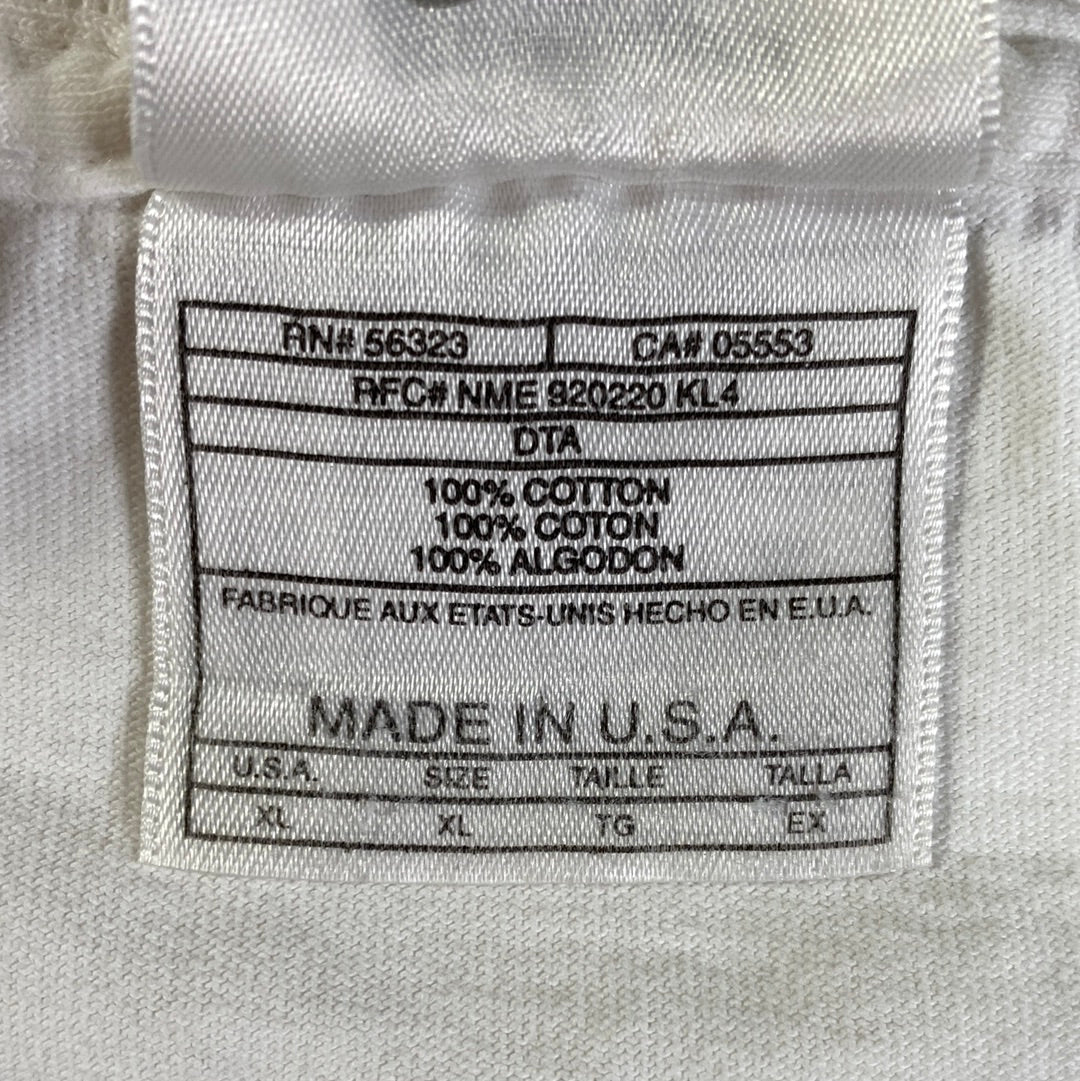 RN# 56323 CA# 05553
RFC# NME 920220 KL4
DTA
100% COTTON
100% COTON
100% ALGODON
FABRIQUE AUX ETATS-UNIS HECHO EN E.U.A.
MADE IN U.S.A.
U.S.A. SIZE TAILLE TALLA
XL XL TG EX